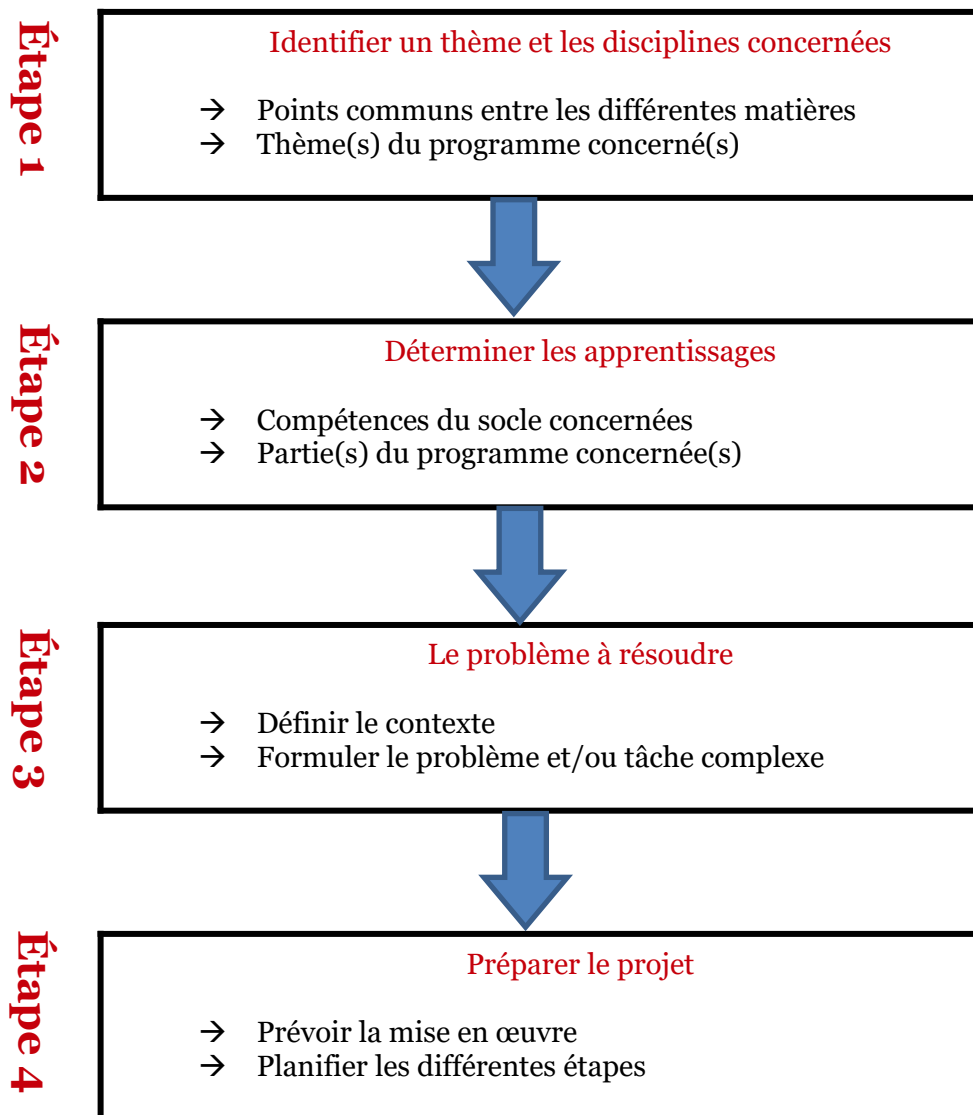 Étape 1
Identifier un thème et les disciplines concernées
→ Points communs entre les différentes matières
→ Thème(s) du programme concerné(s)
Étape 2
Déterminer les apprentissages
→ Compétences du socle concernées
→ Partie(s) du programme concernée(s)
Étape 3
Le problème à résoudre
→ Définir le contexte
→ Formuler le problème et/ou tâche complexe
Étape 4
Préparer le projet
→ Prévoir la mise en œuvre
→ Planifier les différentes étapes